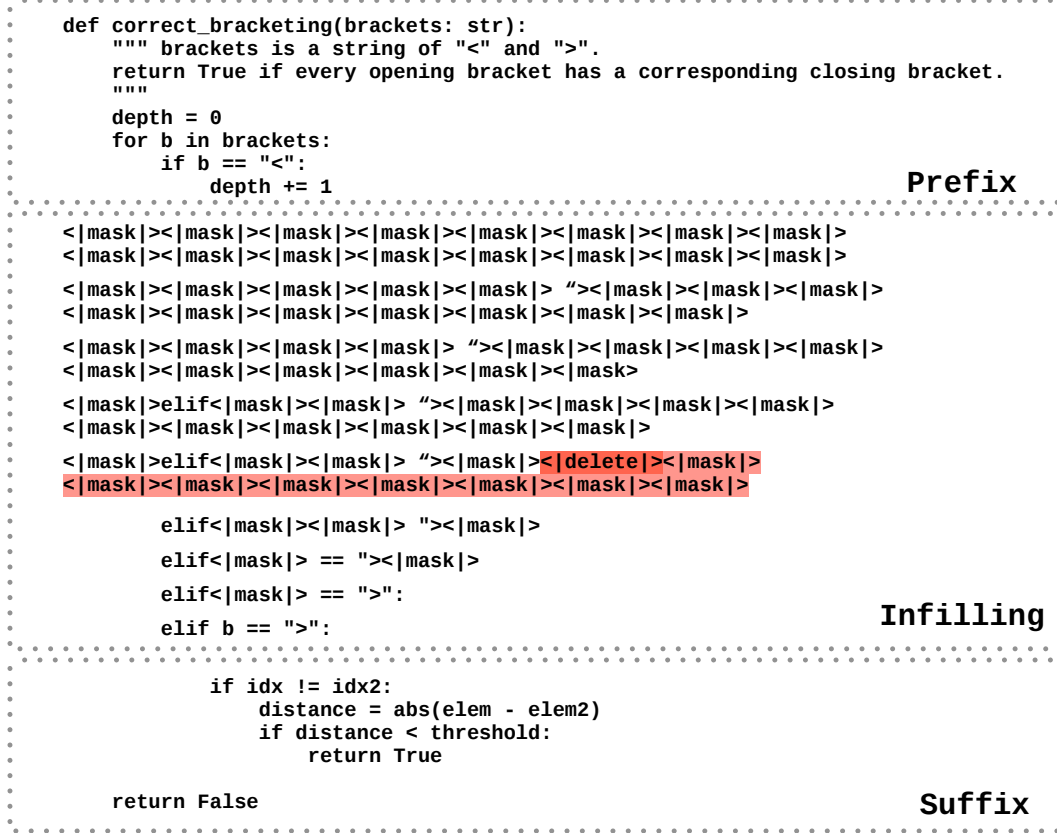 def correct_bracketing(brackets: str):
""" brackets is a string of "<" and ">".
return True if every opening bracket has a corresponding closing bracket.
"""
depth = 0
for b in brackets:
if b == "<":
depth += 1
Prefix
<|mask|><|mask|><|mask|><|mask|><|mask|><|mask|><|mask|><|mask|>
<|mask|><|mask|><|mask|><|mask|><|mask|><|mask|><|mask|><|mask|>
<|mask|><|mask|><|mask|><|mask|><|mask|> “><|mask|><|mask|><|mask|>
<|mask|><|mask|><|mask|><|mask|><|mask|><|mask|><|mask|>
<|mask|><|mask|><|mask|><|mask|> “><|mask|><|mask|><|mask|><|mask|>
<|mask|><|mask|><|mask|><|mask|><|mask|><|mask>
<|mask|>elif<|mask|><|mask|> “><|mask|><|mask|><|mask|><|mask|>
<|mask|><|mask|><|mask|><|mask|><|mask|><|mask|>
<|mask|>elif<|mask|><|mask|> “><|mask|><|delete|><|mask|>
<|mask|><|mask|><|mask|><|mask|><|mask|><|mask|><|mask|>
elif<|mask|><|mask|> "><|mask|>
elif<|mask|> == "><|mask|>
elif<|mask|> == ">":
elif b == ">":
Infilling
if idx != idx2:
distance = abs(elem - elem2)
if distance < threshold:
return True
return False
Suffix